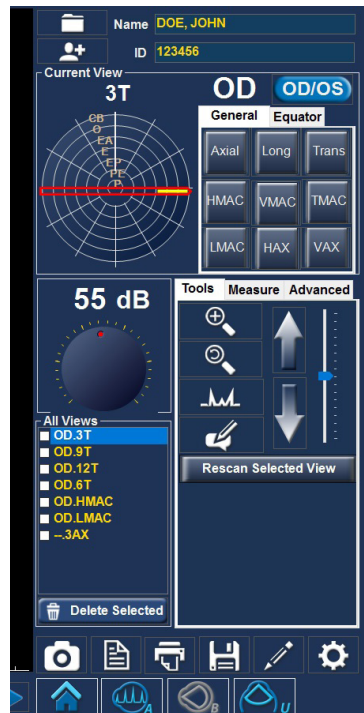 Name DOE, JOHN
ID 123456
Current View
3T
OD OD/OS
General Equator
CB
O
EA
E
EP
PE
P
Axial Long Trans
HMAC VMAC TMAC
LMAC HAX VAX
55 dB
Tools Measure Advanced
All Views
OD.3T
OD.9T
OD.12T
OD.6T
OD.HMAC
OD.LMAC
--.3AX
Rescan Selected View
Delete Selected
A B U